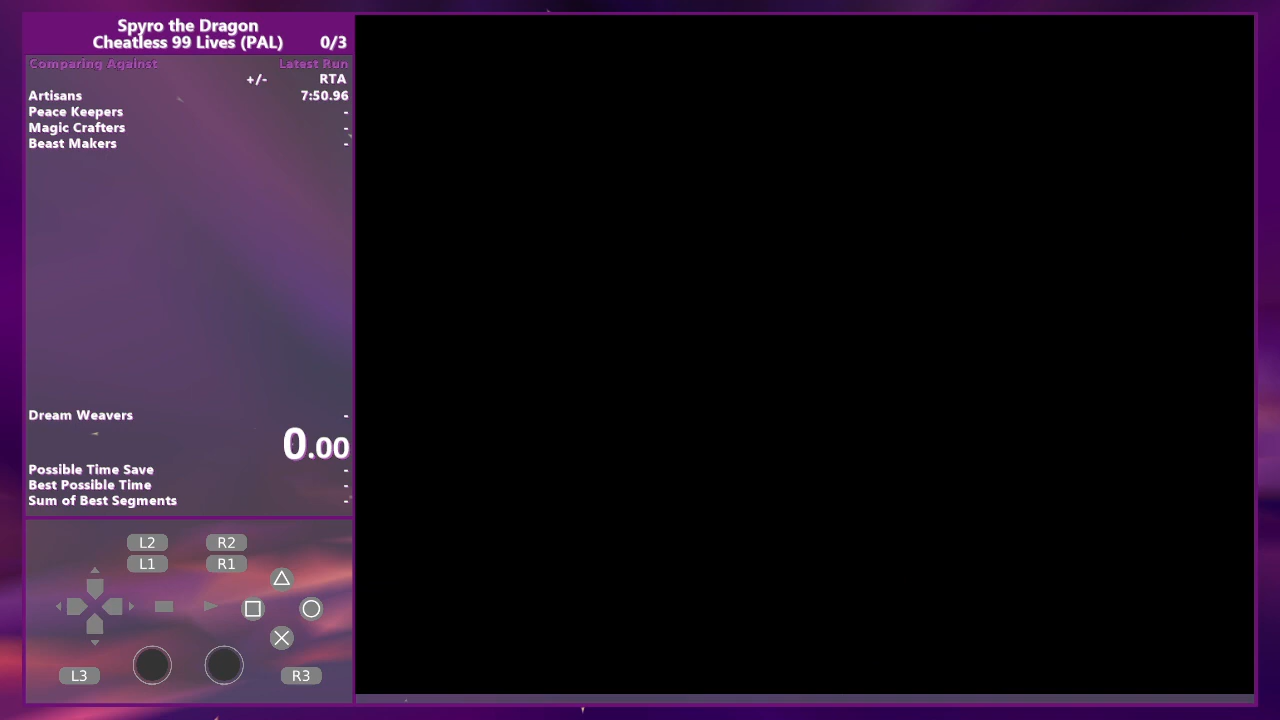 Spyro the Dragon
Cheatless 99 Lives (PAL) 0/3
Comparing Against Latest Run
+/- RTA
Artisans 7:50.96
Peace Keepers -
Magic Crafters -
Beast Makers -
Dream Weavers -
0.00
Possible Time Save -
Best Possible Time -
Sum of Best Segments -
L2 R2
L1 R1
L3 R3